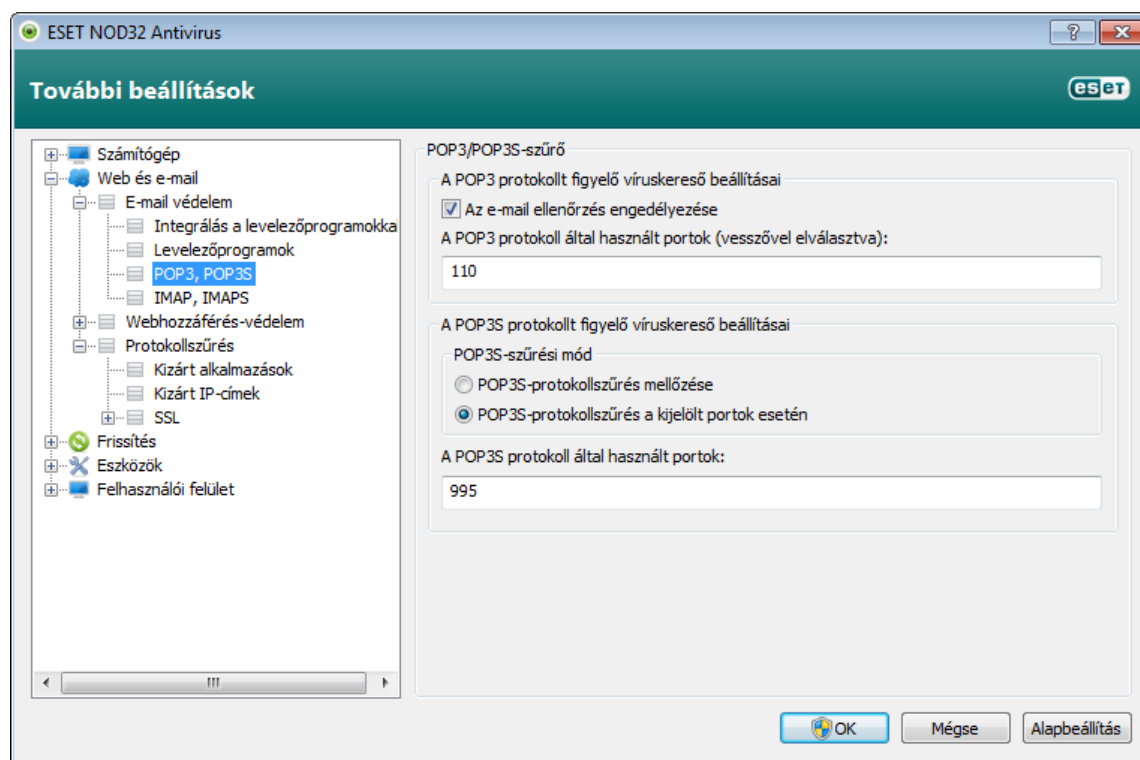 ESET NOD32 Antivirus
További beállítások
eset
Számítógép
Web és e-mail
E-mail védelem
Integrálás a levelezőprogramokka
Levelezőprogramok
POP3, POP3S
IMAP, IMAPS
Webhozzáférés-védelem
Protokollszűrés
Kizárt alkalmazások
Kizárt IP-címek
SSL
Frissítés
Eszközök
Felhasználói felület
POP3/POP3S-szűrő
A POP3 protokollt figyelő víruskereső beállításai
Az e-mail ellenőrzés engedélyezése
A POP3 protokoll által használt portok (vesszővel elválasztva):
110
A POP3S protokollt figyelő víruskereső beállításai
POP3S-szűrési mód
POP3S-protokollszűrés mellőzése
POP3S-protokollszűrés a kijelölt portok esetén
A POP3S protokoll által használt portok:
995
OK
Mégse
Alapbeállítás